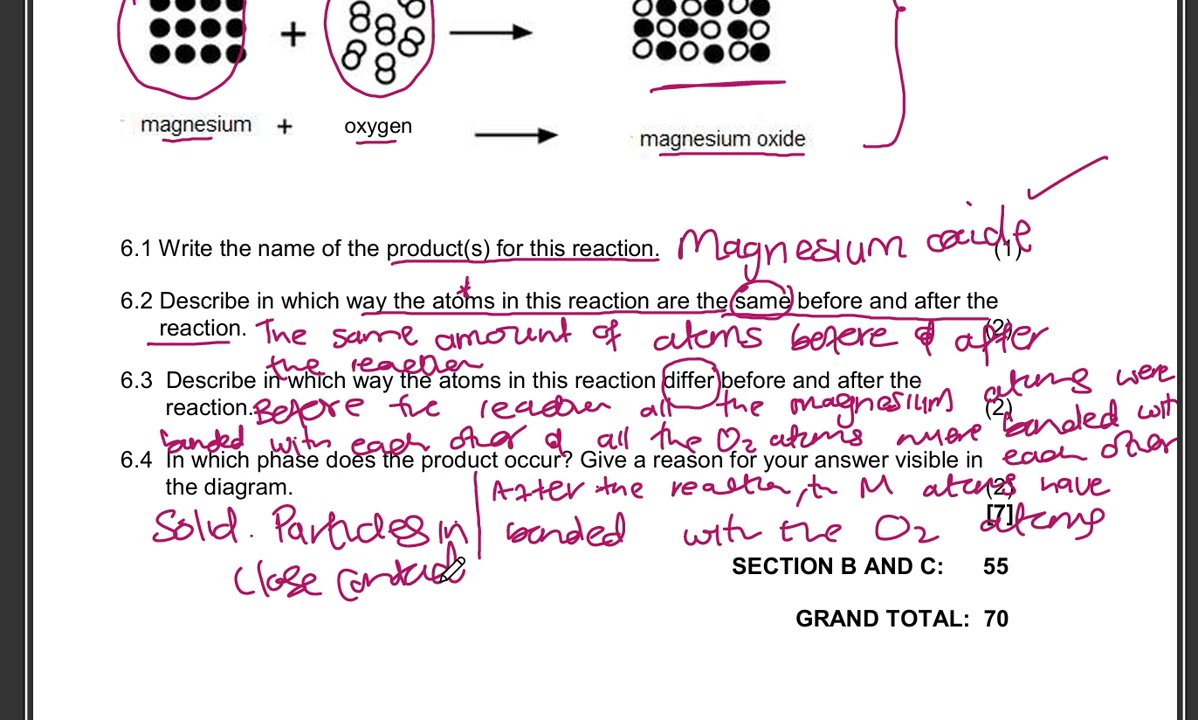 magnesium + oxygen magnesium oxide
6.1 Write the name of the product(s) for this reaction. Magnesium oxide (1)
6.2 Describe in which way the atoms in this reaction are the same before and after the
reaction. The same amount of atoms before & after (2)
the reaction
6.3 Describe in which way the atoms in this reaction differ before and after the
reaction. Before the reaction all the magnesium atoms were (2)
bonded with each other & all the O2 atoms were bonded with
each other
6.4 In which phase does the product occur? Give a reason for your answer visible in
the diagram. After the reaction, the M atoms have (2)
Solid. Particles in bonded with the O2 atoms [7]
close contact
SECTION B AND C: 55
GRAND TOTAL: 70